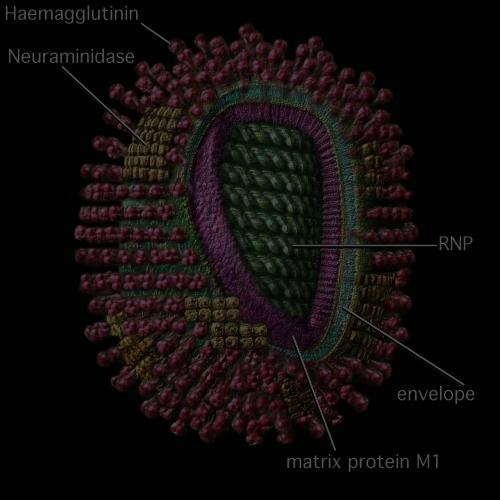 Haemagglutinin
Neuraminidase
RNP
envelope
matrix protein M1